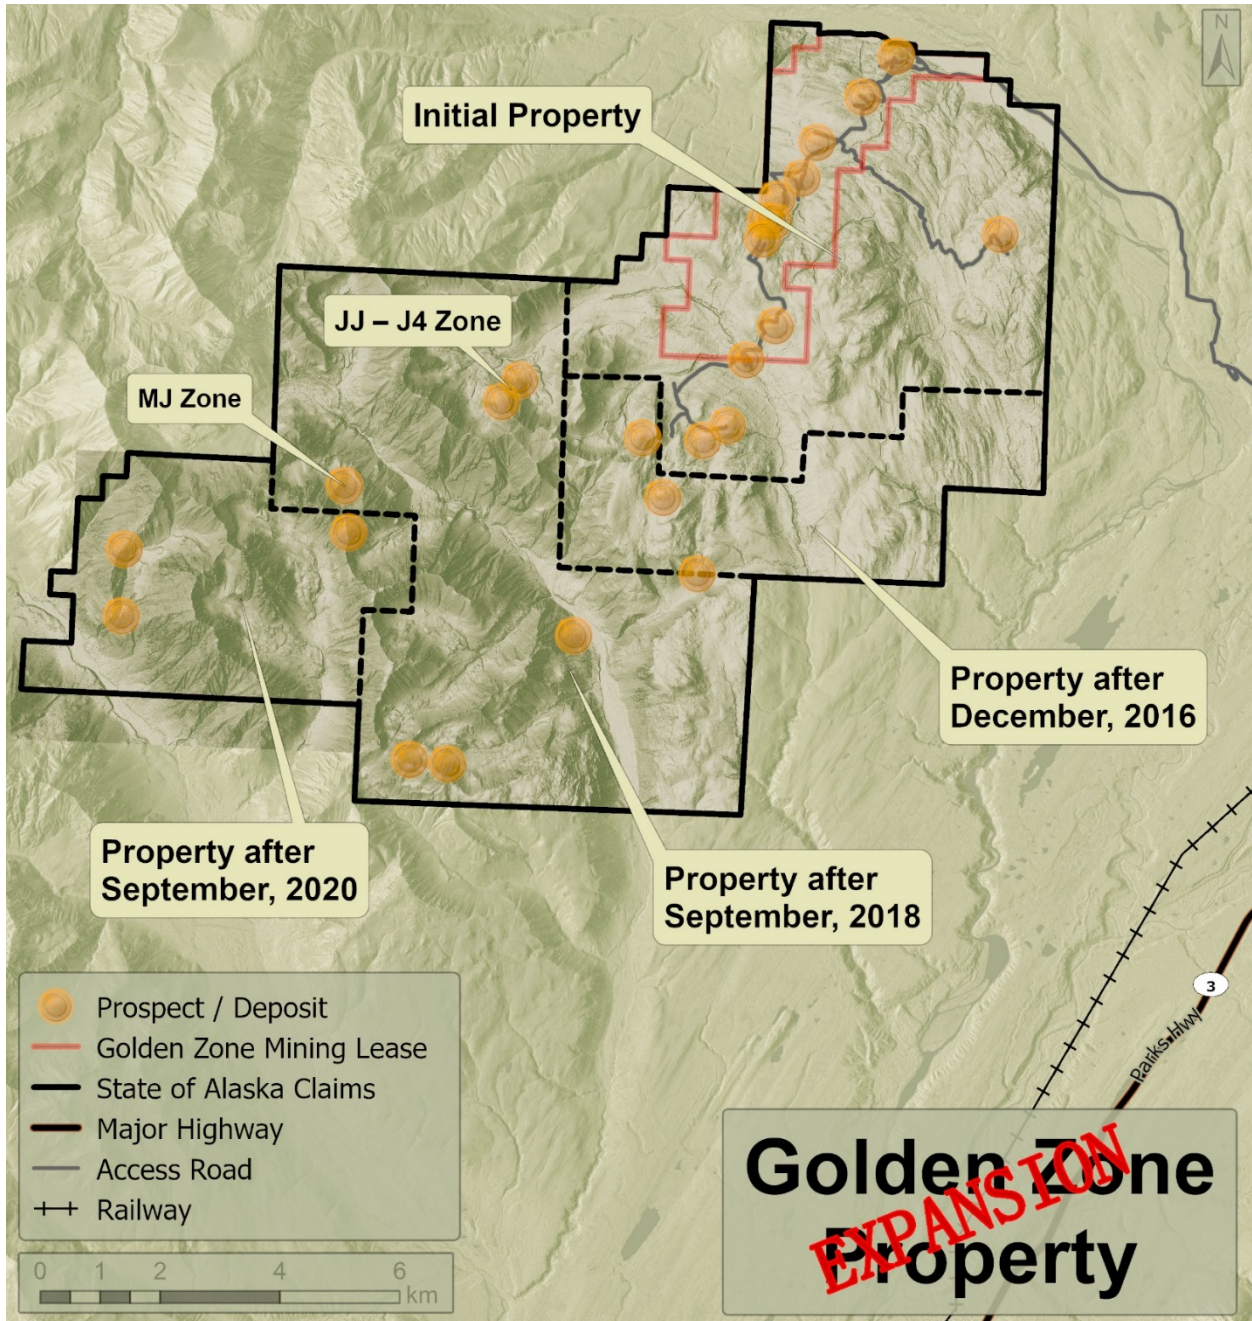 N
Initial Property
JJ – J4 Zone
MJ Zone
Property after
December, 2016
Property after
September, 2020
Property after
September, 2018
Prospect / Deposit
Golden Zone Mining Lease
State of Alaska Claims
Major Highway
Access Road
Railway
0 1 2 4 6
km
3
Parks Hwy
Golden Zone
Property
EXPANSION